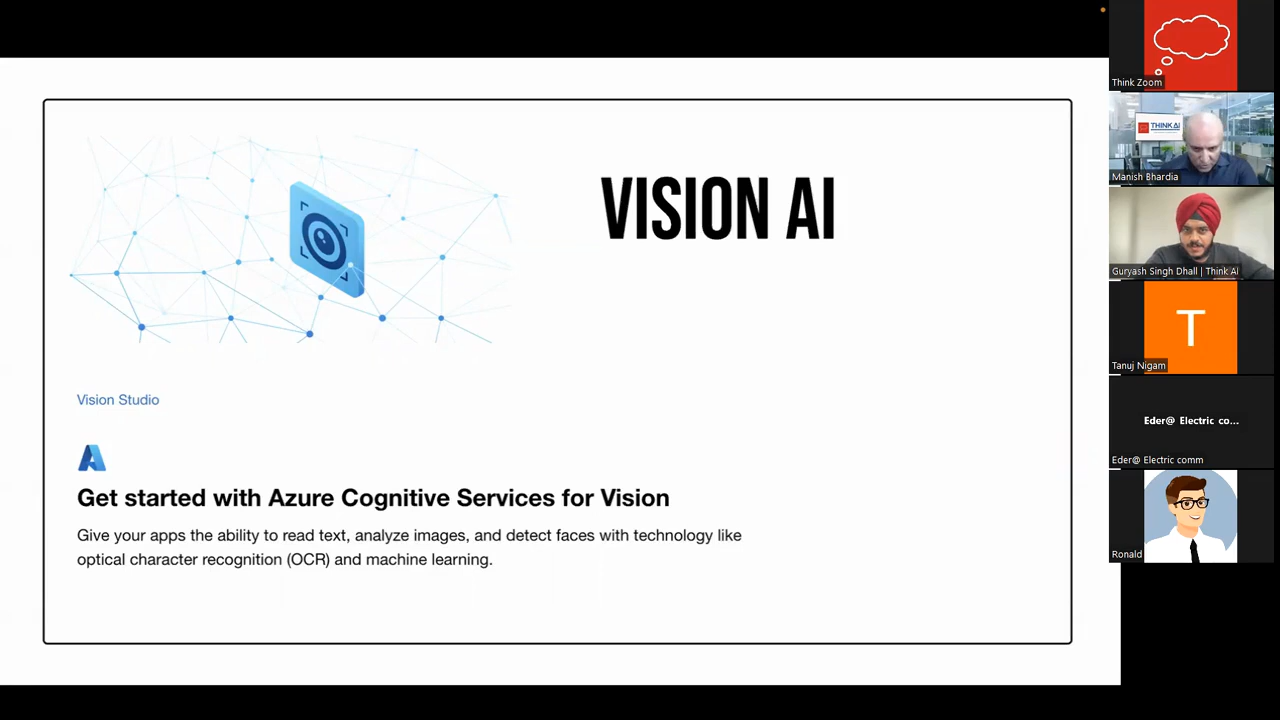 VISION AI
Vision Studio
Get started with Azure Cognitive Services for Vision
Give your apps the ability to read text, analyze images, and detect faces with technology like
optical character recognition (OCR) and machine learning.
Think Zoom
THINK AI
Manish Bhardia
Guryash Singh Dhall | Think AI
T
Tanuj Nigam
Eder@ Electric co...
Eder@ Electric comm
Ronald